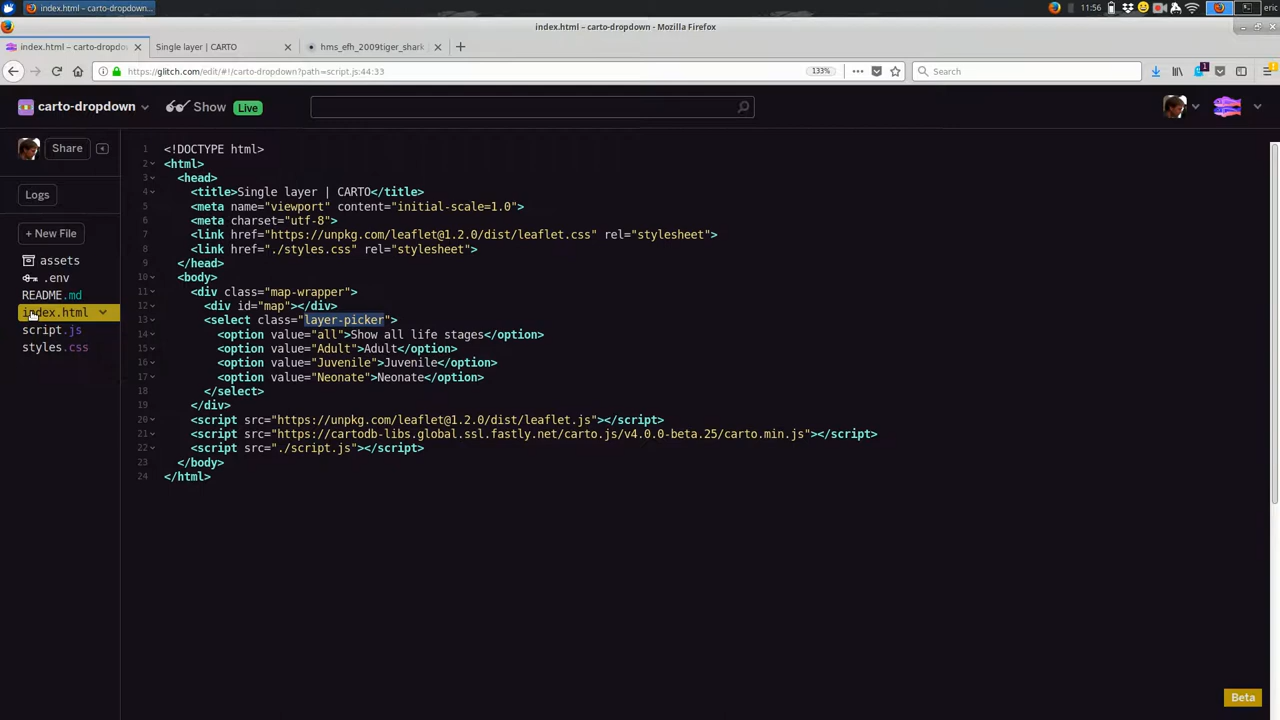 index.html – carto-dropdown...
11:56
eric
index.html – carto-dropdown - Mozilla Firefox
index.html – carto-dropdo
Single layer | CARTO
hms_efh_2009tiger_shark
https://glitch.com/edit/#!/carto-dropdown?path=script.js:44:33
133%
Search
1
carto-dropdown
Show
Live
Share
Logs
+ New File
assets
.env
README.md
index.html
script.js
styles.css
1 <!DOCTYPE html>
2 <html>
3 <head>
4 <title>Single layer | CARTO</title>
5 <meta name="viewport" content="initial-scale=1.0">
6 <meta charset="utf-8">
7 <link href="https://unpkg.com/leaflet@1.2.0/dist/leaflet.css" rel="stylesheet">
8 <link href="./styles.css" rel="stylesheet">
9 </head>
10 <body>
11 <div class="map-wrapper">
12 <div id="map"></div>
13 <select class="layer-picker">
14 <option value="all">Show all life stages</option>
15 <option value="Adult">Adult</option>
16 <option value="Juvenile">Juvenile</option>
17 <option value="Neonate">Neonate</option>
18 </select>
19 </div>
20 <script src="https://unpkg.com/leaflet@1.2.0/dist/leaflet.js"></script>
21 <script src="https://cartodb-libs.global.ssl.fastly.net/carto.js/v4.0.0-beta.25/carto.min.js"></script>
22 <script src="./script.js"></script>
23 </body>
24 </html>
Beta